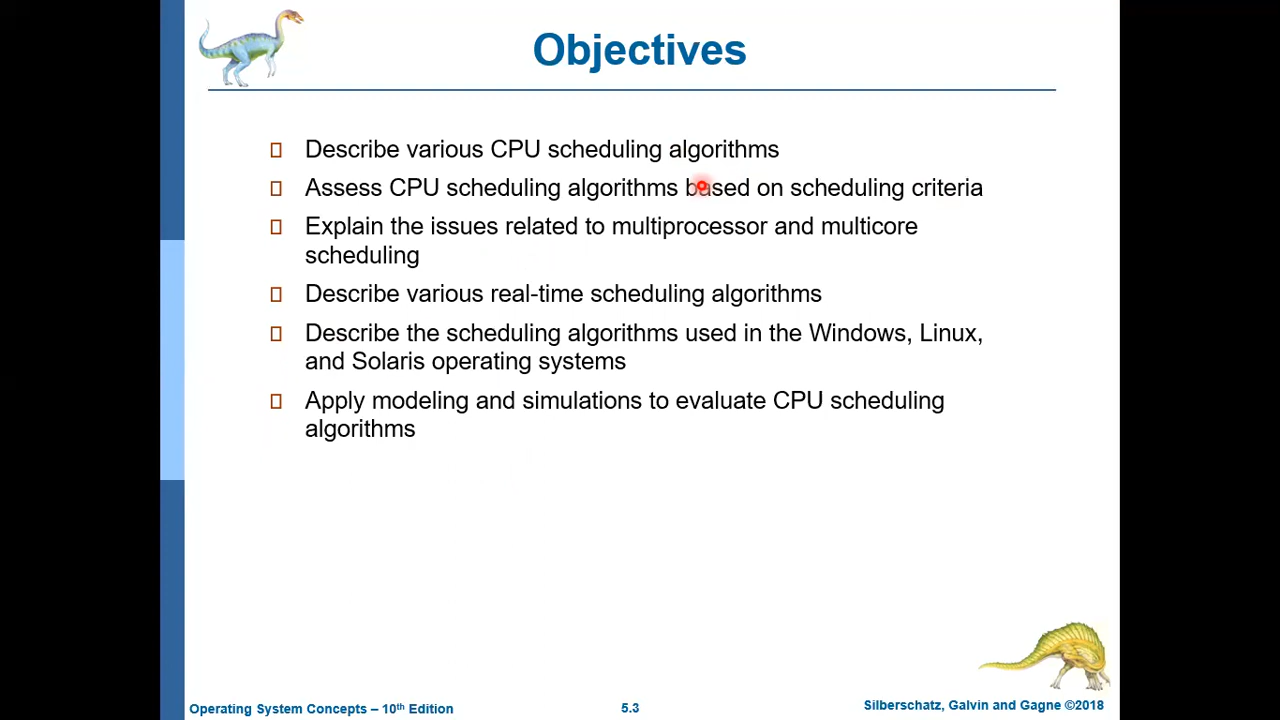 Objectives
Describe various CPU scheduling algorithms
Assess CPU scheduling algorithms based on scheduling criteria
Explain the issues related to multiprocessor and multicore
scheduling
Describe various real-time scheduling algorithms
Describe the scheduling algorithms used in the Windows, Linux,
and Solaris operating systems
Apply modeling and simulations to evaluate CPU scheduling
algorithms
Operating System Concepts – 10th Edition
5.3
Silberschatz, Galvin and Gagne ©2018